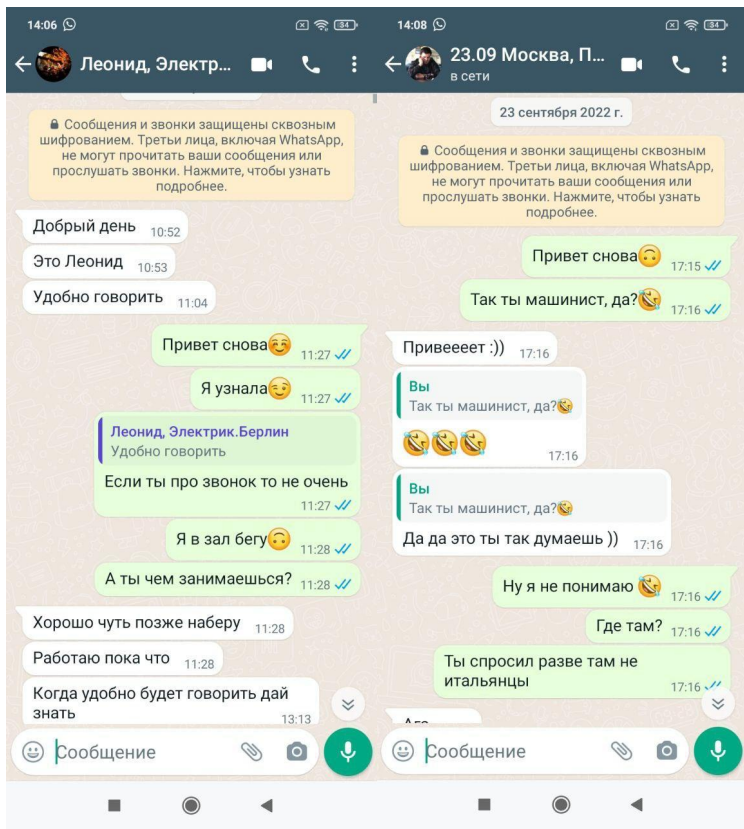 14:06
84
Леонид, Электр...
Сообщения и звонки защищены сквозным
шифрованием. Третьи лица, включая WhatsApp,
не могут прочитать ваши сообщения или
прослушать звонки. Нажмите, чтобы узнать
подробнее.
Добрый день 10:52
Это Леонид 10:53
Удобно говорить 11:04
Привет снова☺️ 11:27
Я узнала😉 11:27
Леонид, Электрик.Берлин
Удобно говорить
Если ты про звонок то не очень
11:27
Я в зал бегу🙃 11:28
А ты чем занимаешься? 11:28
Хорошо чуть позже наберу 11:28
Работаю пока что 11:28
Когда удобно будет говорить дай
знать 13:13
Сообщение
14:08
84
23.09 Москва, П...
в сети
23 сентября 2022 г.
Сообщения и звонки защищены сквозным
шифрованием. Третьи лица, включая WhatsApp,
не могут прочитать ваши сообщения или
прослушать звонки. Нажмите, чтобы узнать
подробнее.
Привет снова🙃 17:15
Так ты машинист, да?🤣 17:16
Привеееет :)) 17:16
Вы
Так ты машинист, да?🤣
🤣🤣🤣
17:16
Вы
Так ты машинист, да?🤣
Да да это ты так думаешь )) 17:16
Ну я не понимаю 🤣 17:16
Где там? 17:16
Ты спросил разве там не
итальянцы 17:16
Сообщение